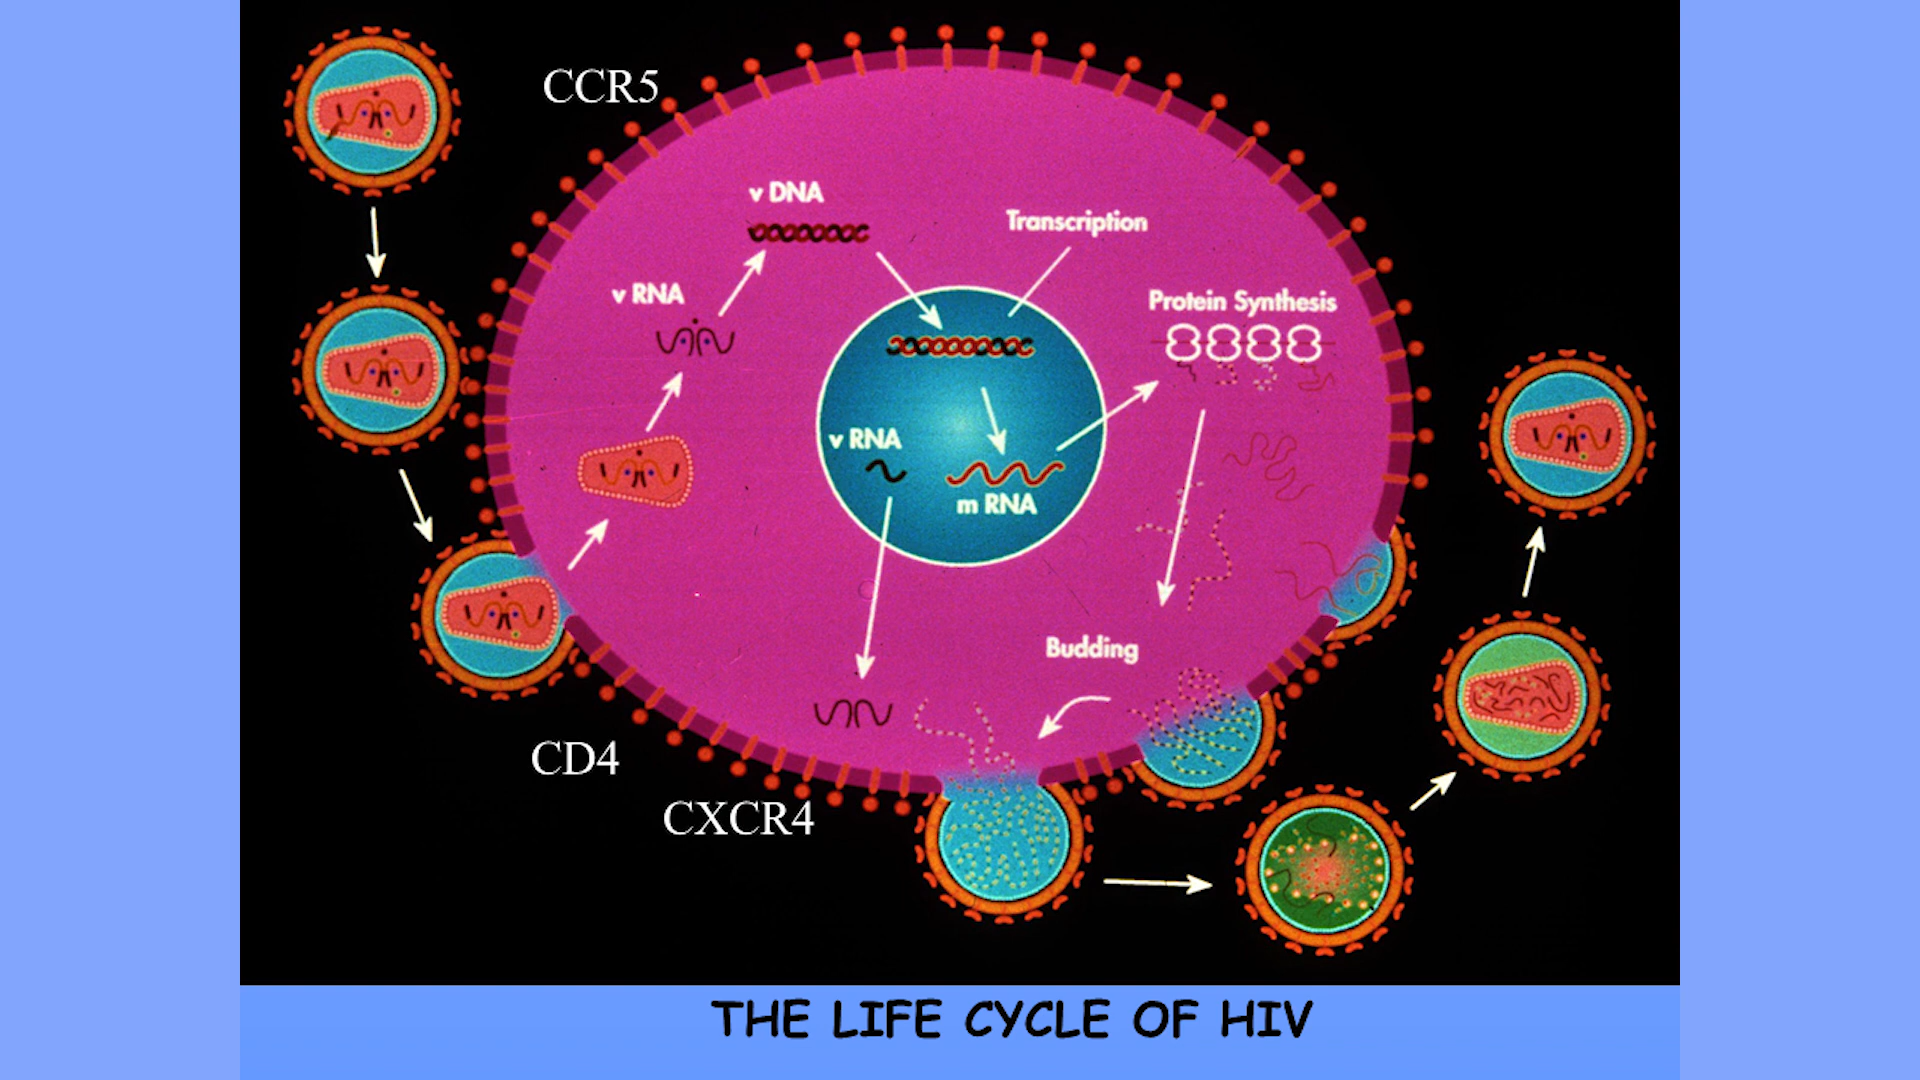 CCR5
v DNA
Transcription
v RNA
Protein Synthesis
v RNA
m RNA
Budding
CD4
CXCR4
THE LIFE CYCLE OF HIV